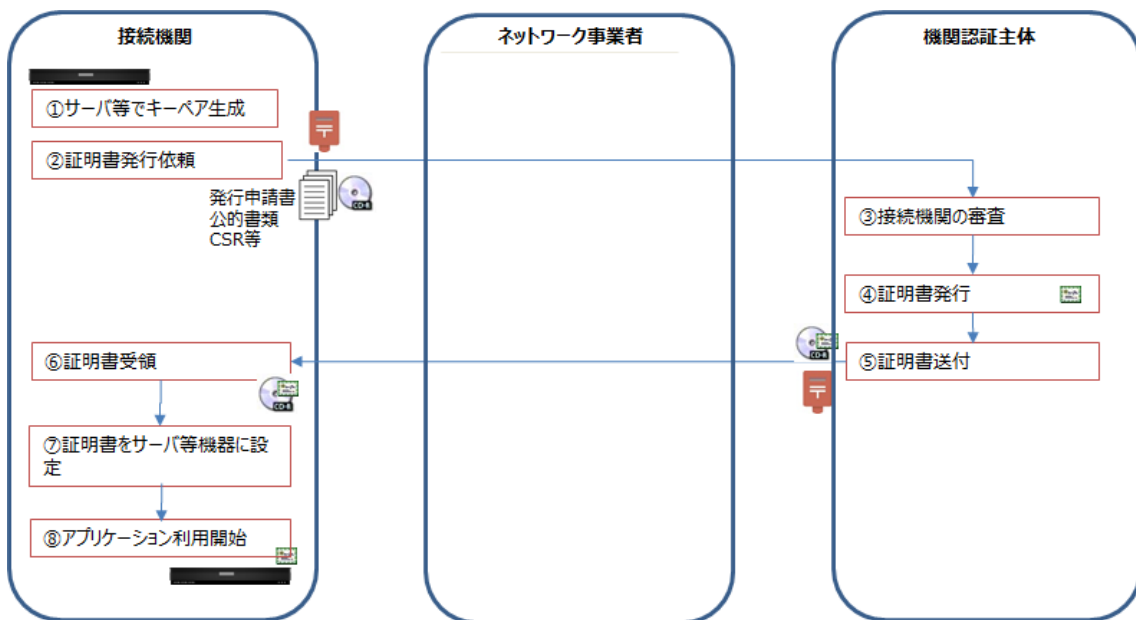 接続機関
ネットワーク事業者
機関認証主体
①サーバ等でキーペア生成
②証明書発行依頼
発行申請書
公的書類
CSR等
CD-R
③接続機関の審査
④証明書発行
⑤証明書送付
CD-R
⑥証明書受領
CD-R
⑦証明書をサーバ等機器に設
定
⑧アプリケーション利用開始